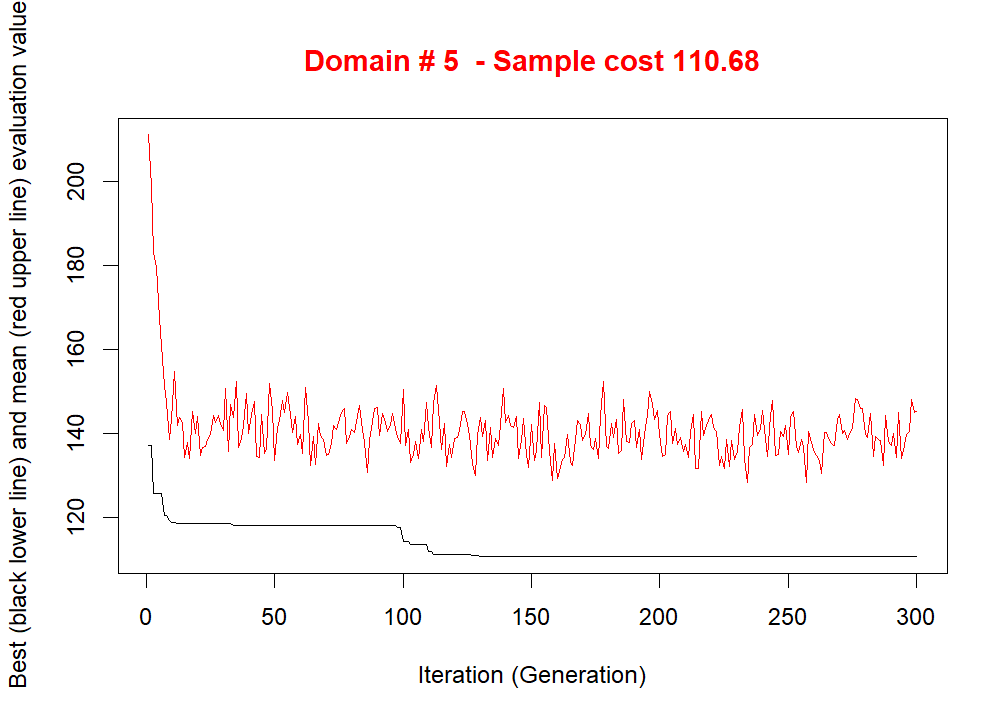 Domain # 5  - Sample cost 110.68
Best (black lower line) and mean (red upper line) evaluation value
200
180
160
140
120
0 50 100 150 200 250 300
Iteration (Generation)